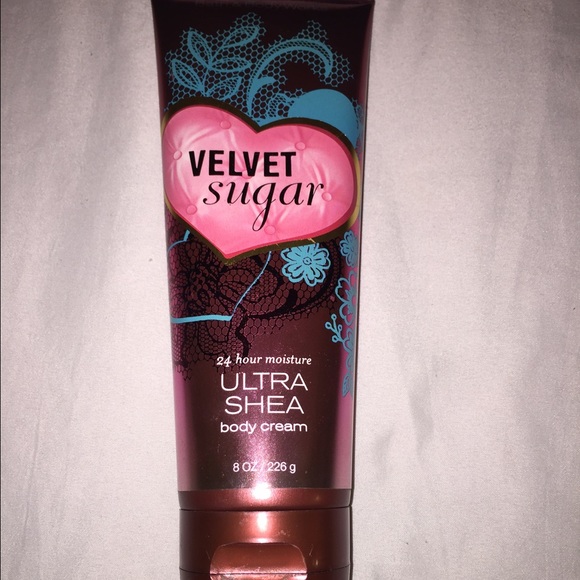 VELVET
sugar
24 hour moisture
ULTRA
SHEA
body cream
8 OZ / 226 g